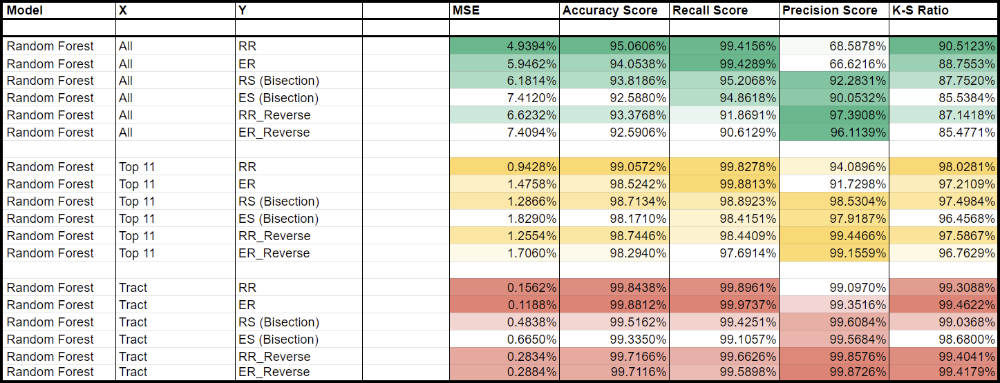 Model X Y MSE Accuracy Score Recall Score Precision Score K-S Ratio
Random Forest All RR 4.9394% 95.0606% 99.4156% 68.5878% 90.5123%
Random Forest All ER 5.9462% 94.0538% 99.4289% 66.6216% 88.7553%
Random Forest All RS (Bisection) 6.1814% 93.8186% 95.2068% 92.2831% 87.7520%
Random Forest All ES (Bisection) 7.4120% 92.5880% 94.8618% 90.0532% 85.5384%
Random Forest All RR_Reverse 6.6232% 93.3768% 91.8691% 97.3908% 87.1418%
Random Forest All ER_Reverse 7.4094% 92.5906% 90.6129% 96.1139% 85.4771%
Random Forest Top 11 RR 0.9428% 99.0572% 99.8278% 94.0896% 98.0281%
Random Forest Top 11 ER 1.4758% 98.5242% 99.8813% 91.7298% 97.2109%
Random Forest Top 11 RS (Bisection) 1.2866% 98.7134% 98.8923% 98.5304% 97.4984%
Random Forest Top 11 ES (Bisection) 1.8290% 98.1710% 98.4151% 97.9187% 96.4568%
Random Forest Top 11 RR_Reverse 1.2554% 98.7446% 98.4409% 99.4466% 97.5867%
Random Forest Top 11 ER_Reverse 1.7060% 98.2940% 97.6914% 99.1559% 96.7629%
Random Forest Tract RR 0.1562% 99.8438% 99.8961% 99.0970% 99.3088%
Random Forest Tract ER 0.1188% 99.8812% 99.9737% 99.3516% 99.4622%
Random Forest Tract RS (Bisection) 0.4838% 99.5162% 99.4251% 99.6084% 99.0368%
Random Forest Tract ES (Bisection) 0.6650% 99.3350% 99.1057% 99.5684% 98.6800%
Random Forest Tract RR_Reverse 0.2834% 99.7166% 99.6626% 99.8576% 99.4041%
Random Forest Tract ER_Reverse 0.2884% 99.7116% 99.5898% 99.8726% 99.4179%